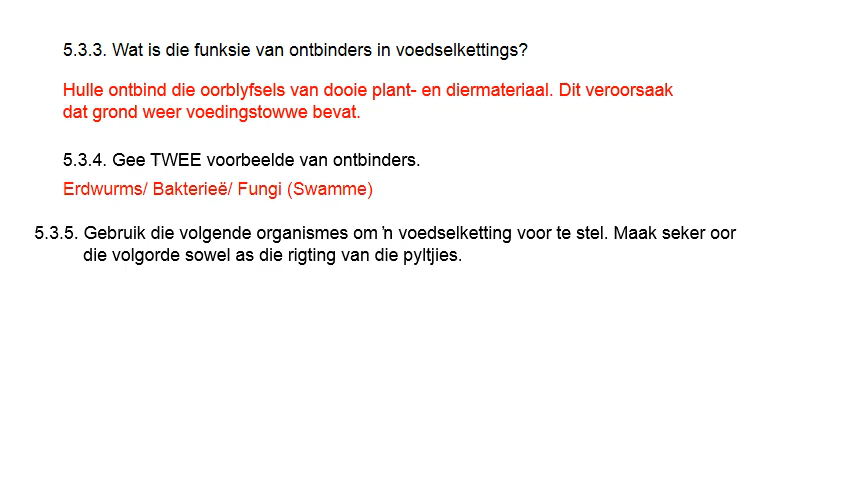 5.3.3. Wat is die funksie van ontbinders in voedselkettings?
Hulle ontbind die oorblyfsels van dooie plant- en diermateriaal. Dit veroorsaak
dat grond weer voedingstowwe bevat.
5.3.4. Gee TWEE voorbeelde van ontbinders.
Erdwurms/ Bakterieë/ Fungi (Swamme)
5.3.5. Gebruik die volgende organismes om ŉ voedselketting voor te stel. Maak seker oor
die volgorde sowel as die rigting van die pyltjies.